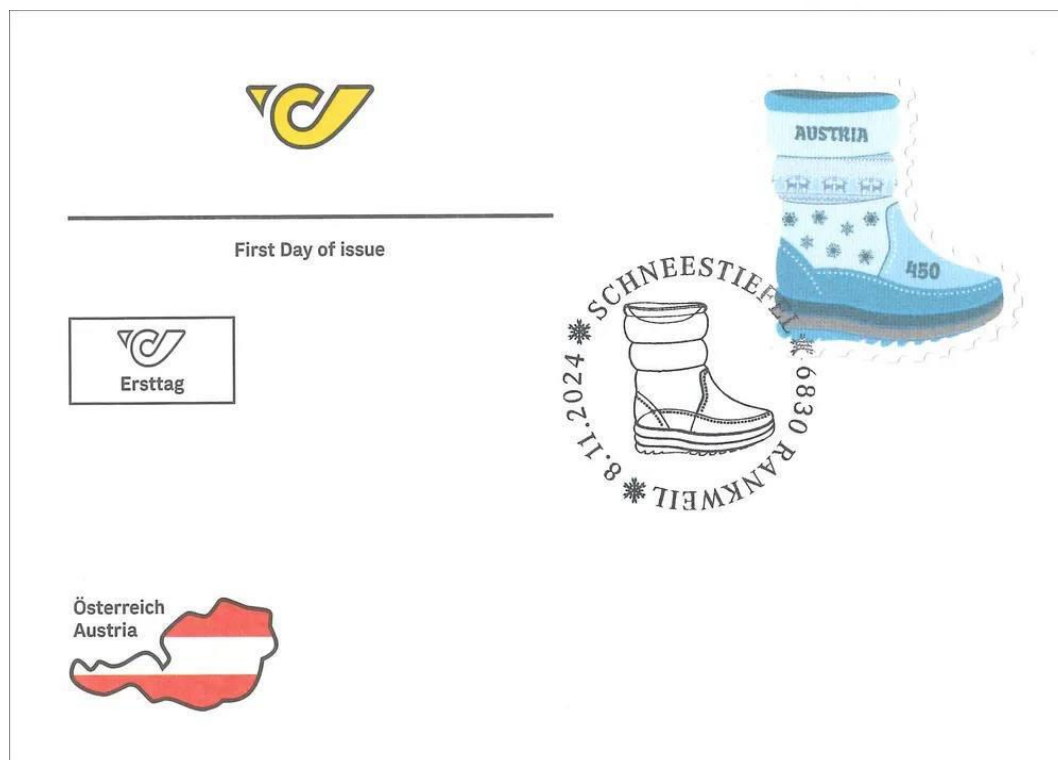 AUSTRIA
450
First Day of issue
Ersttag
SCHNEESTIEFEL
6830 RANKWEIL
8.11.2024
Österreich
Austria